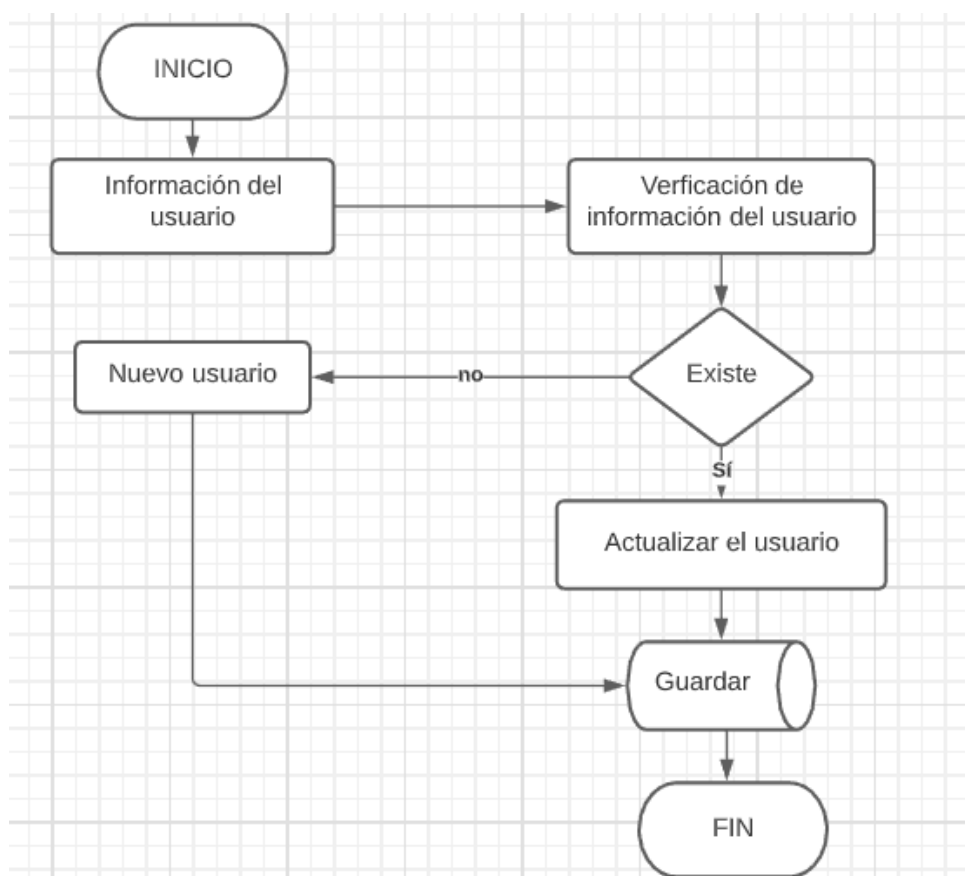 INICIO
Información del
usuario
Verficación de
información del usuario
Existe
no
Nuevo usuario
Sí
Actualizar el usuario
Guardar
FIN